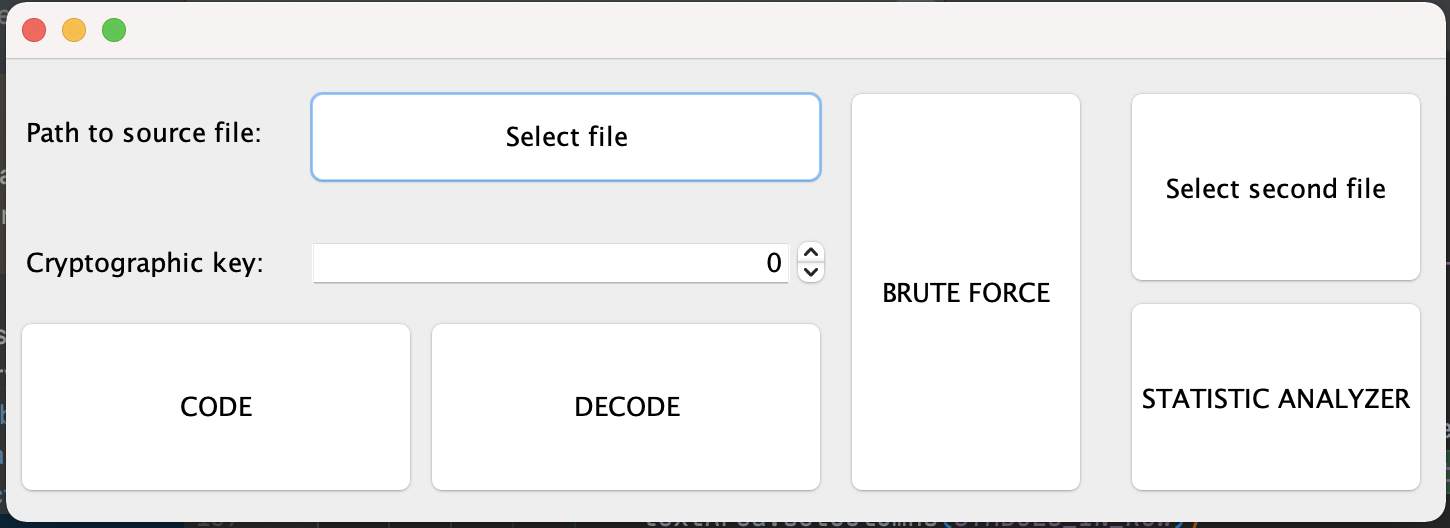 Path to source file:
Select file
Cryptographic key:
0
CODE
DECODE
BRUTE FORCE
Select second file
STATISTIC ANALYZER